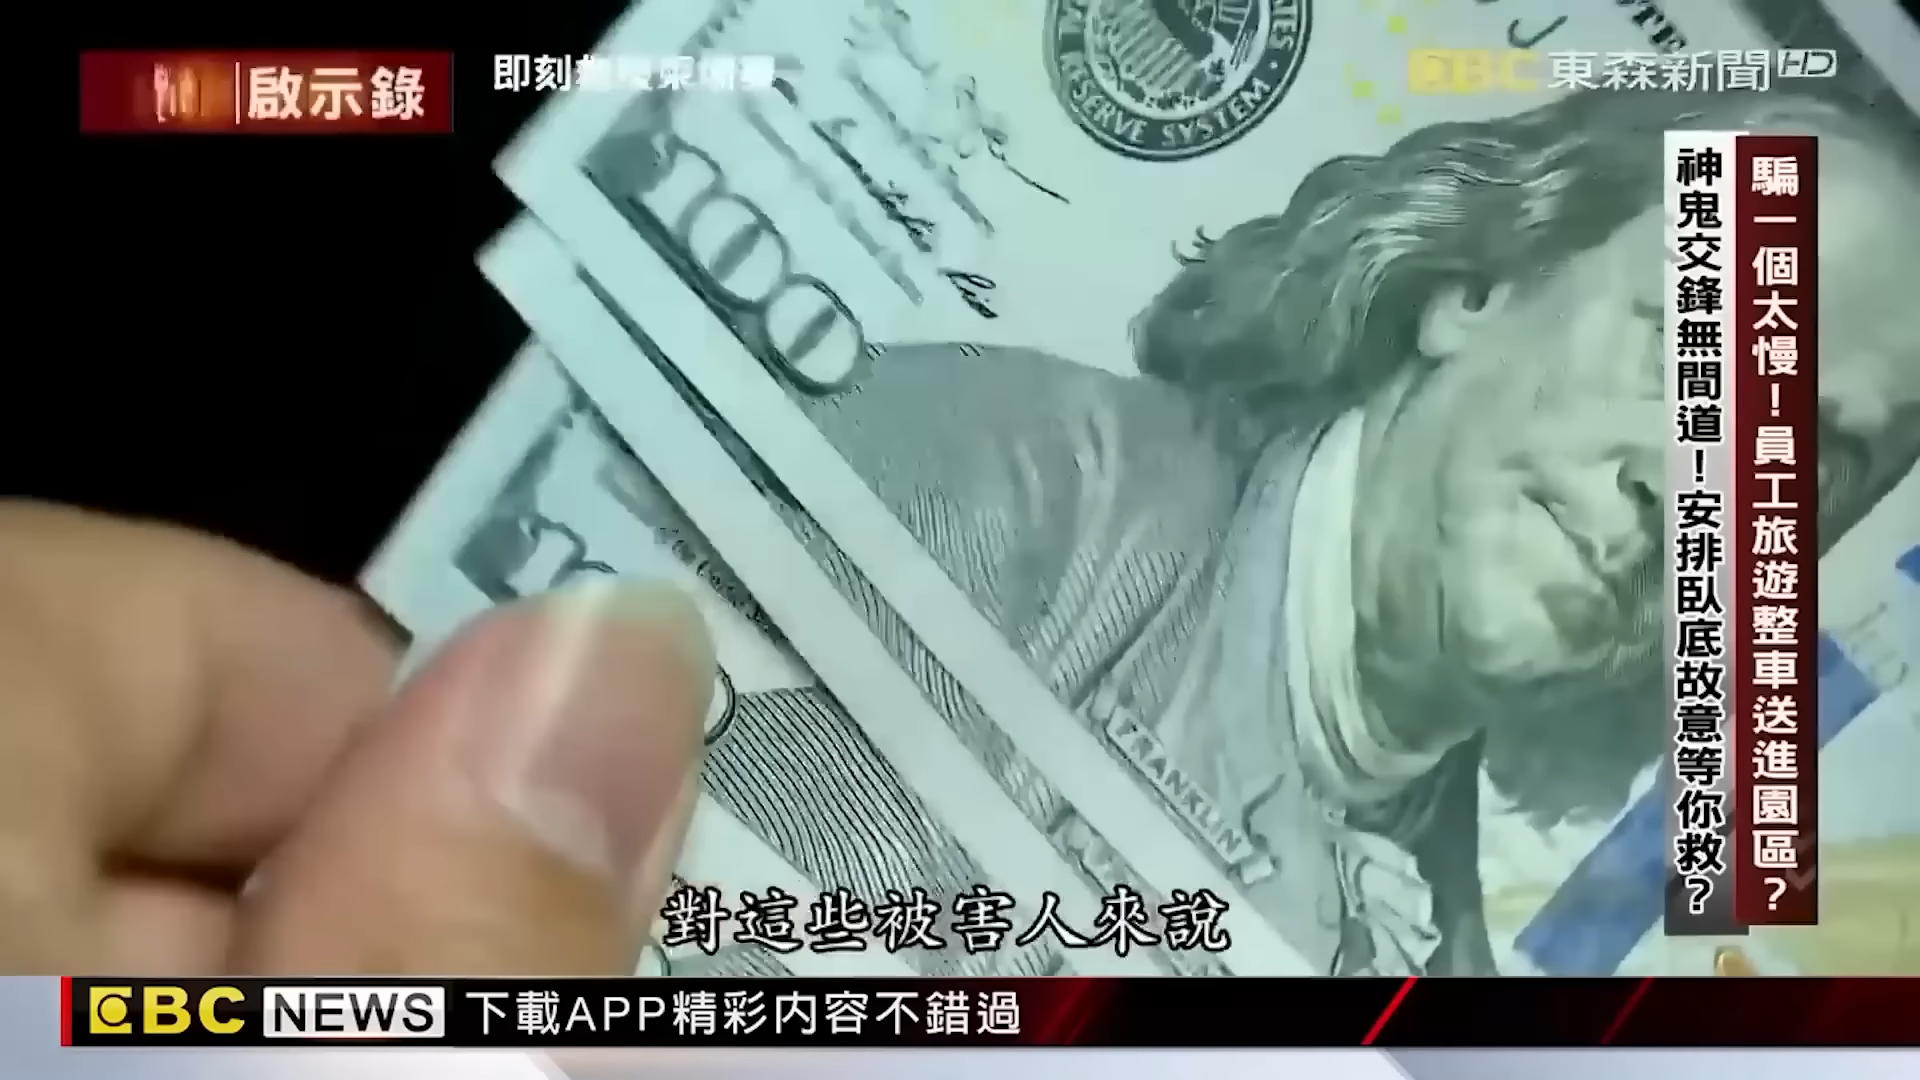 啟示錄
即刻
EBC 東森新聞 HD
騙一個太慢！員工旅遊整車送進園區？
神鬼交鋒無間道！安排臥底故意等你救？
SERVE SYSTEM
100
FRANKLIN
對這些被害人來說
EBC NEWS 下載APP精彩内容不錯過